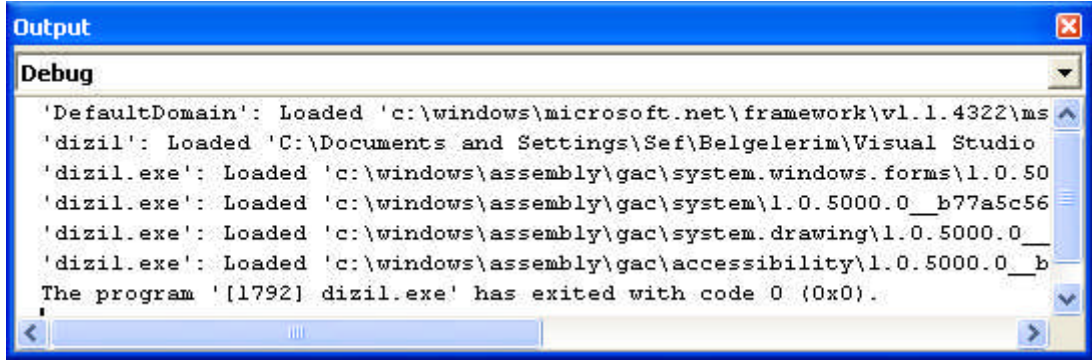 Output
Debug
'DefaultDomain': Loaded 'c:\windows\microsoft.net\framework\v1.1.4322\ms
'dizil': Loaded 'C:\Documents and Settings\Sef\Belgelerim\Visual Studio
'dizil.exe': Loaded 'c:\windows\assembly\gac\system.windows.forms\1.0.50
'dizil.exe': Loaded 'c:\windows\assembly\gac\system\1.0.5000.0__b77a5c56
'dizil.exe': Loaded 'c:\windows\assembly\gac\system.drawing\1.0.5000.0__
'dizil.exe': Loaded 'c:\windows\assembly\gac\accessibility\1.0.5000.0__b
The program '[1792] dizil.exe' has exited with code 0 (0x0).